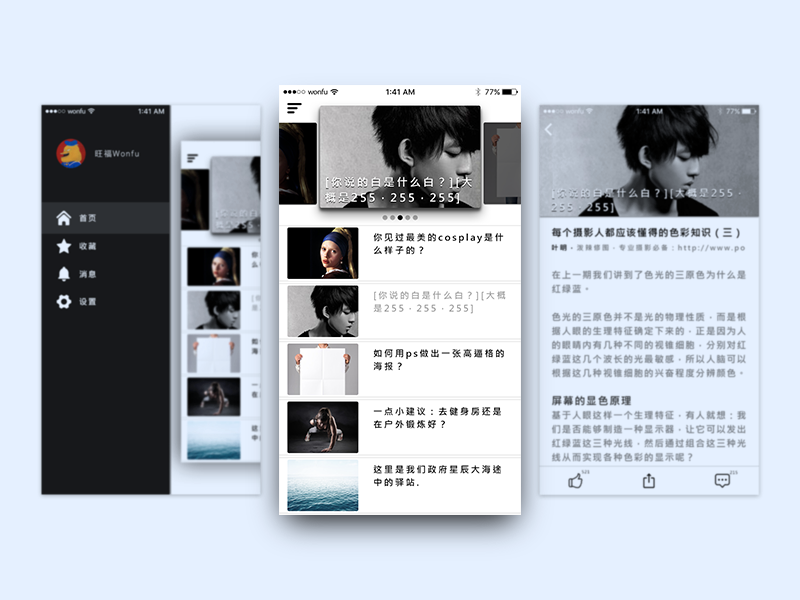 wonfu
1:41 AM
旺福Wonfu
首页
收藏
消息
设置
wonfu
1:41 AM
77%
[你说的白是什么白？][大
概是255 · 255 · 255]
你见过最美的cosplay是什
么样子的？
[你说的白是什么白？][大概
是255 · 255 · 255]
如何用ps做出一张高逼格的
海报？
一点小建议：去健身房还是
在户外锻炼好？
这里是我们政府星辰大海途
中的驿站.
wonfu
1:41 AM
77%
[你说的白是什么白？][大概是255 ·
255 · 255]
每个摄影人都应该懂得的色彩知识（三）
叶明 · 泼辣修图 · 专业摄影必备：http://www.po
在上一期我们讲到了色光的三原色为什么是
红绿蓝。
色光的三原色并不是光的物理性质，而是根
据人眼的生理特征确定下来的，正是因为人
的眼睛内有几种不同的视锥细胞，分别对红
绿蓝这几个波长的光最敏感，所以人脑可以
根据这几种视锥细胞的兴奋程度分辨颜色。
屏幕的显色原理
基于人眼这样一个生理特征，有人就想：我
们是否能够制造一种显示器，让它可以发出
红绿蓝这三种光线，然后通过组合这三种光
线从而实现各种色彩的显示呢？